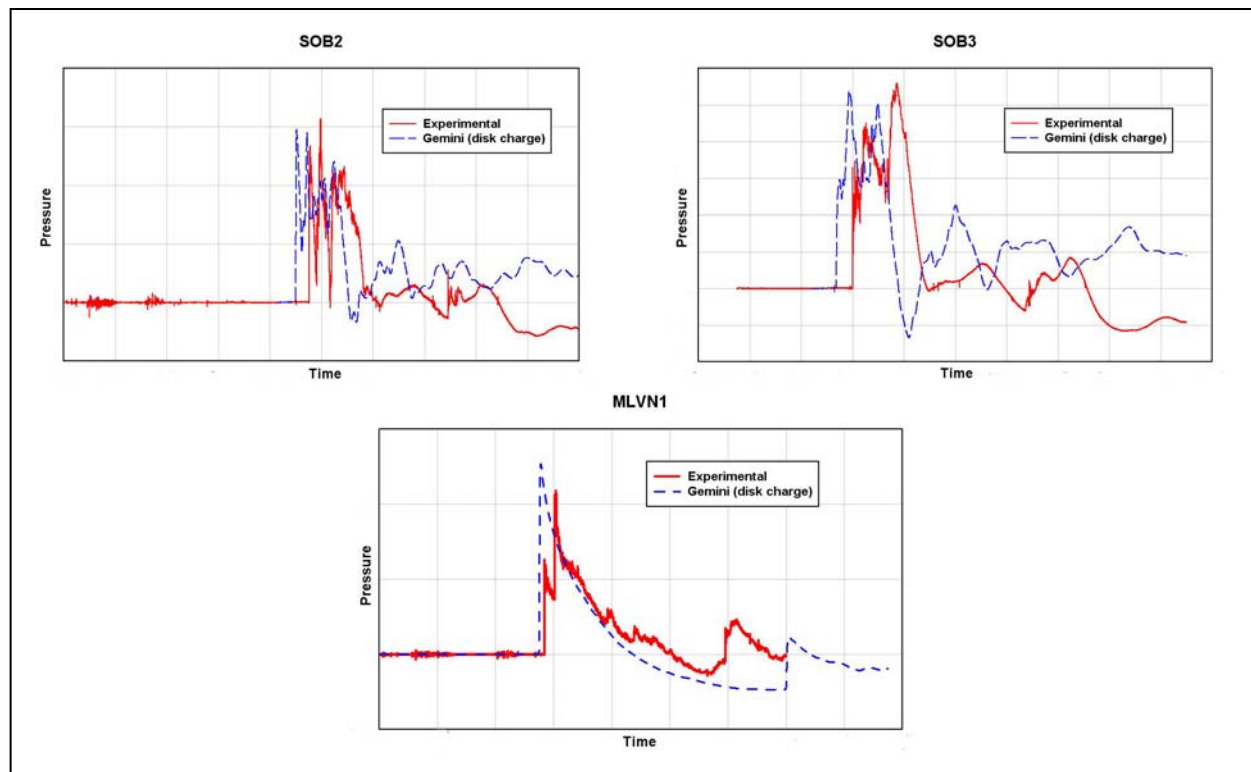 SOB2
Experimental
Gemini (disk charge)
Pressure
Time
SOB3
Experimental
Gemini (disk charge)
Pressure
Time
MLVN1
Experimental
Gemini (disk charge)
Pressure
Time